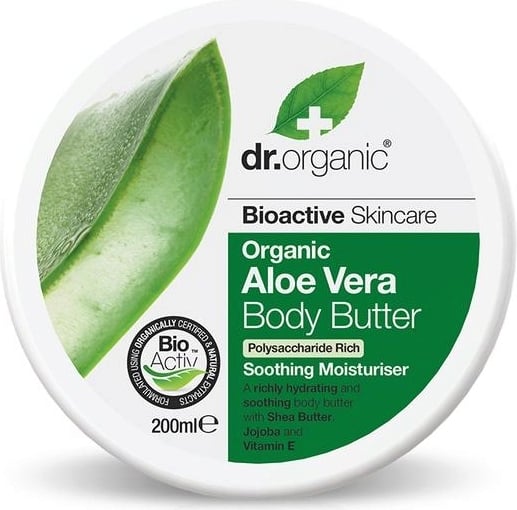 dr.organic®
Bioactive Skincare
Organic
Aloe Vera
Body Butter
Polysaccharide Rich
Soothing Moisturiser
A richly hydrating and
soothing body butter
with Shea Butter,
Jojoba and
Vitamin E
FORMULATED USING ORGANICALLY CERTIFIED & NATURAL EXTRACTS
Bio
Activ™
200ml℮